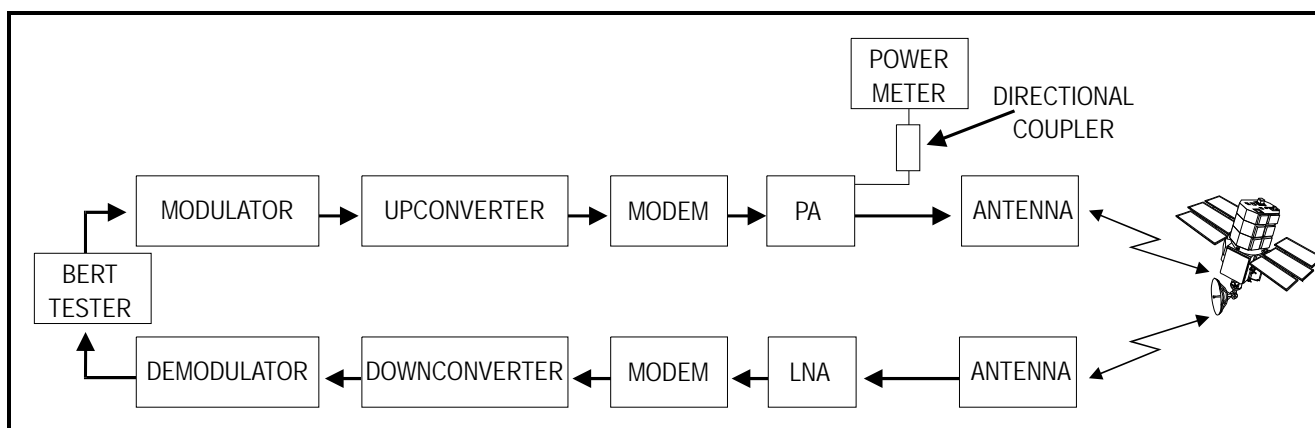 POWER
METER
DIRECTIONAL
COUPLER
MODULATOR
UPCONVERTER
MODEM
PA
ANTENNA
BERT
TESTER
DEMODULATOR
DOWNCONVERTER
MODEM
LNA
ANTENNA